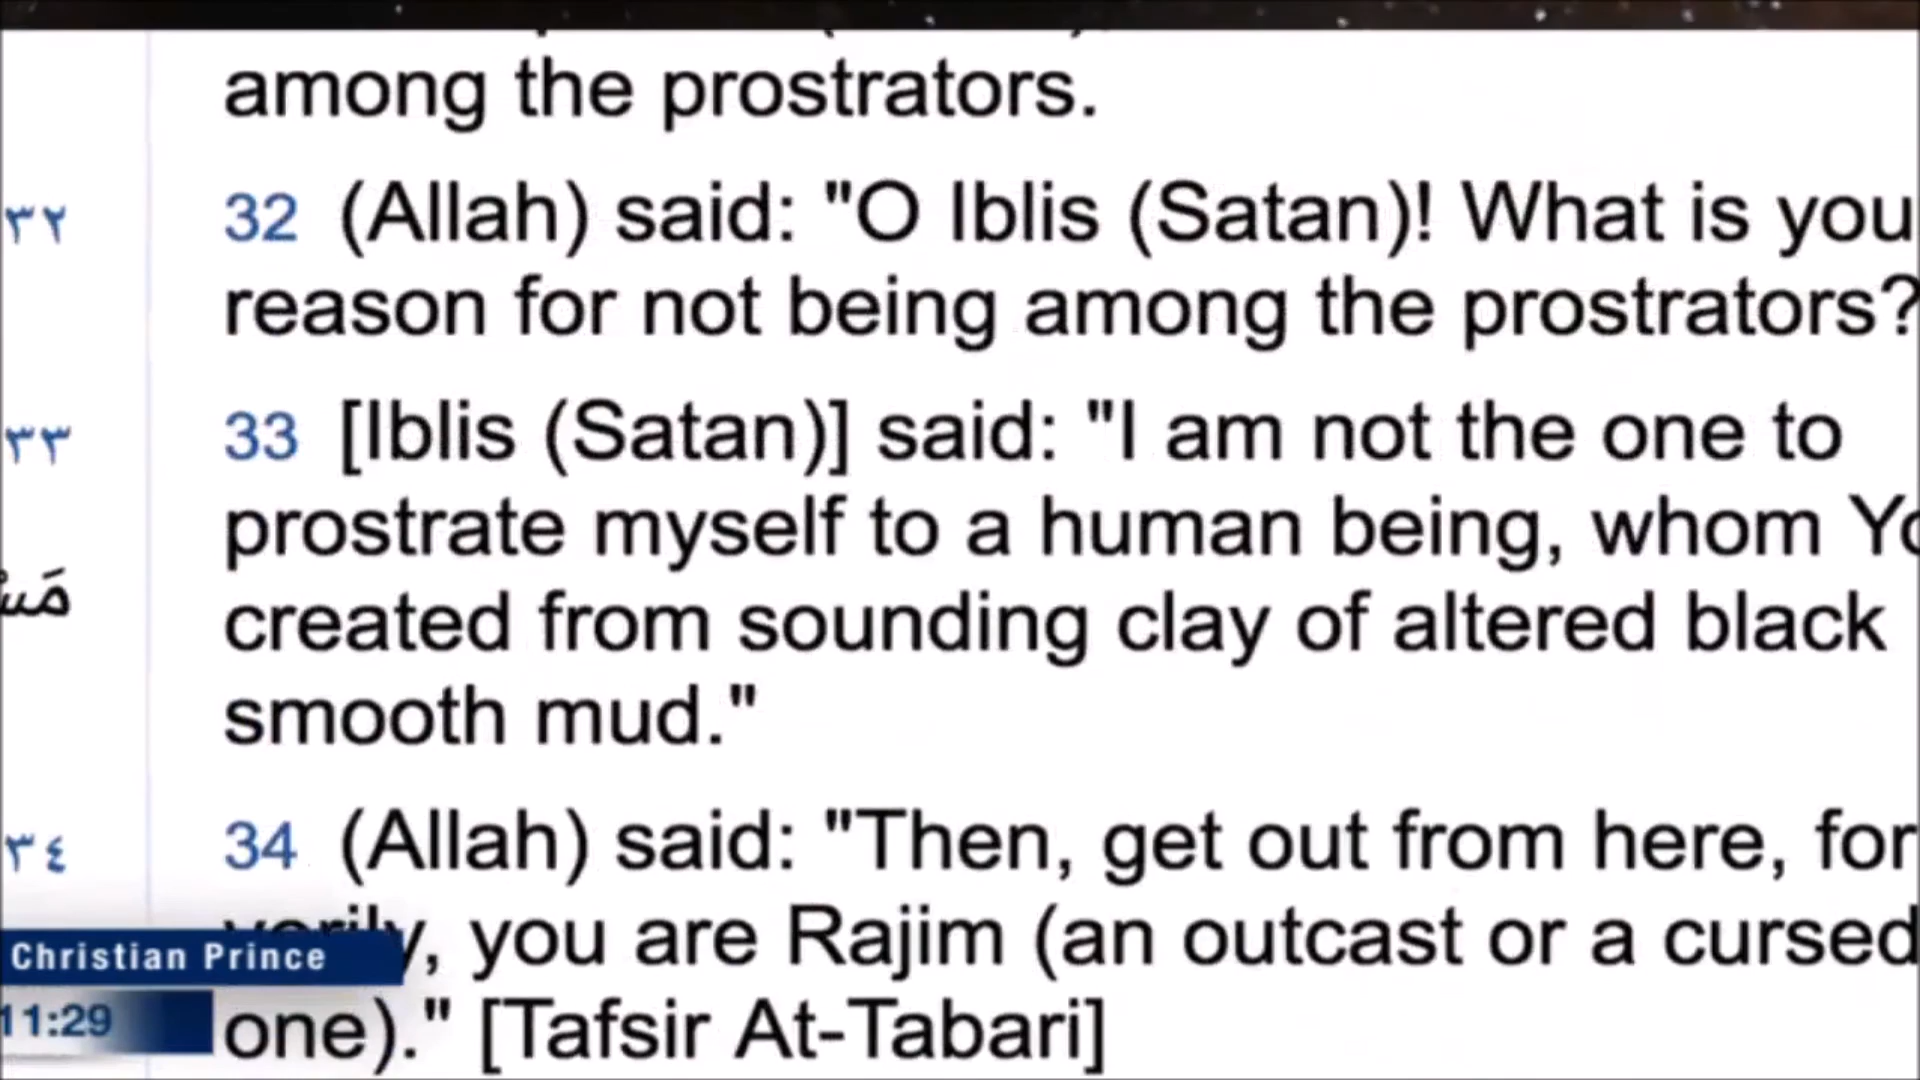 among the prostrators.
٣٢
32 (Allah) said: "O Iblis (Satan)! What is you
reason for not being among the prostrators?
٣٣
33 [Iblis (Satan)] said: "I am not the one to
prostrate myself to a human being, whom Yo
created from sounding clay of altered black
smooth mud."
٣٤
34 (Allah) said: "Then, get out from here, for
verily, you are Rajim (an outcast or a cursed
one)." [Tafsir At-Tabari]
Christian Prince
11:29